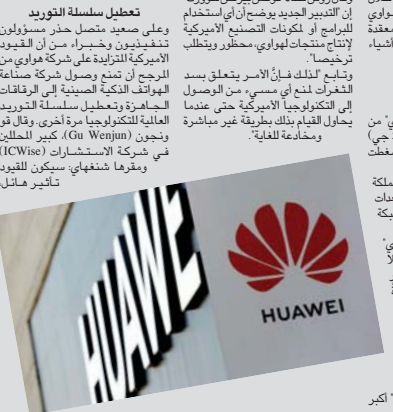 إن "التدبير الجديد يوضح أن أي استخدام
للبرامج أو لمكونات التصنيع الأميركية
لإنتاج منتجات لهواوي، محظور ويتطلب
ترخيصا".
وتابع "لذلك فإن الأمر يتعلق بسد
الثغرات لمنع أي مسيء من الوصول
إلى التكنولوجيا الأميركية حتى عندما
يحاول القيام بذلك بطريقة غير مباشرة
ومخادعة للغاية".
تعطيل سلسلة التوريد
وعلى صعيد متصل حذر مسؤولون
تنفيذيون وخبراء من أن القيود
الأميركية المتزايدة على شركة هواوي من
المرجح أن تمنع وصول شركة صناعة
الهواتف الذكية الصينية إلى الرقاقات
الجاهزة وتعطيل سلسلة التوريد
العالمية للتكنولوجيا مرة أخرى. وقال قو
ونجون (Gu Wenjun)، كبير المحللين
في شركة الاستشارات (ICWise)
ومقرها شنغهاي: سيكون للقيود
تأثير هائل،
HUAWE
HUAWEI